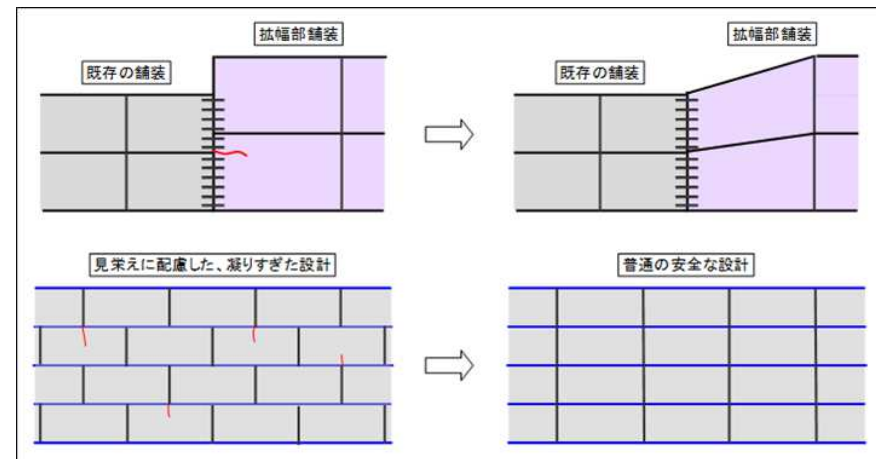 拡幅部舗装
既存の舗装
拡幅部舗装
既存の舗装
見栄えに配慮した、凝りすぎた設計
普通の安全な設計